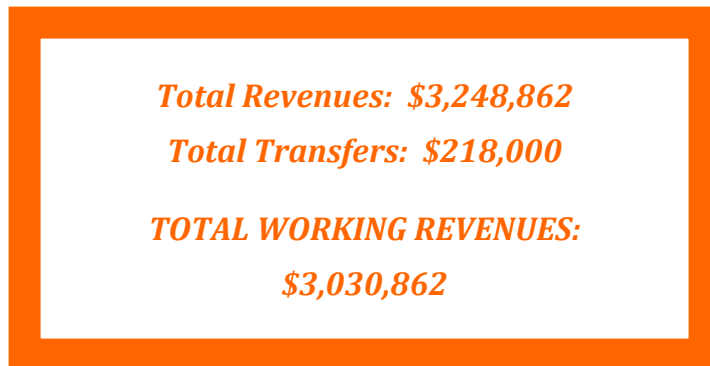 Total Revenues: $3,248,862
Total Transfers: $218,000
TOTAL WORKING REVENUES:
$3,030,862